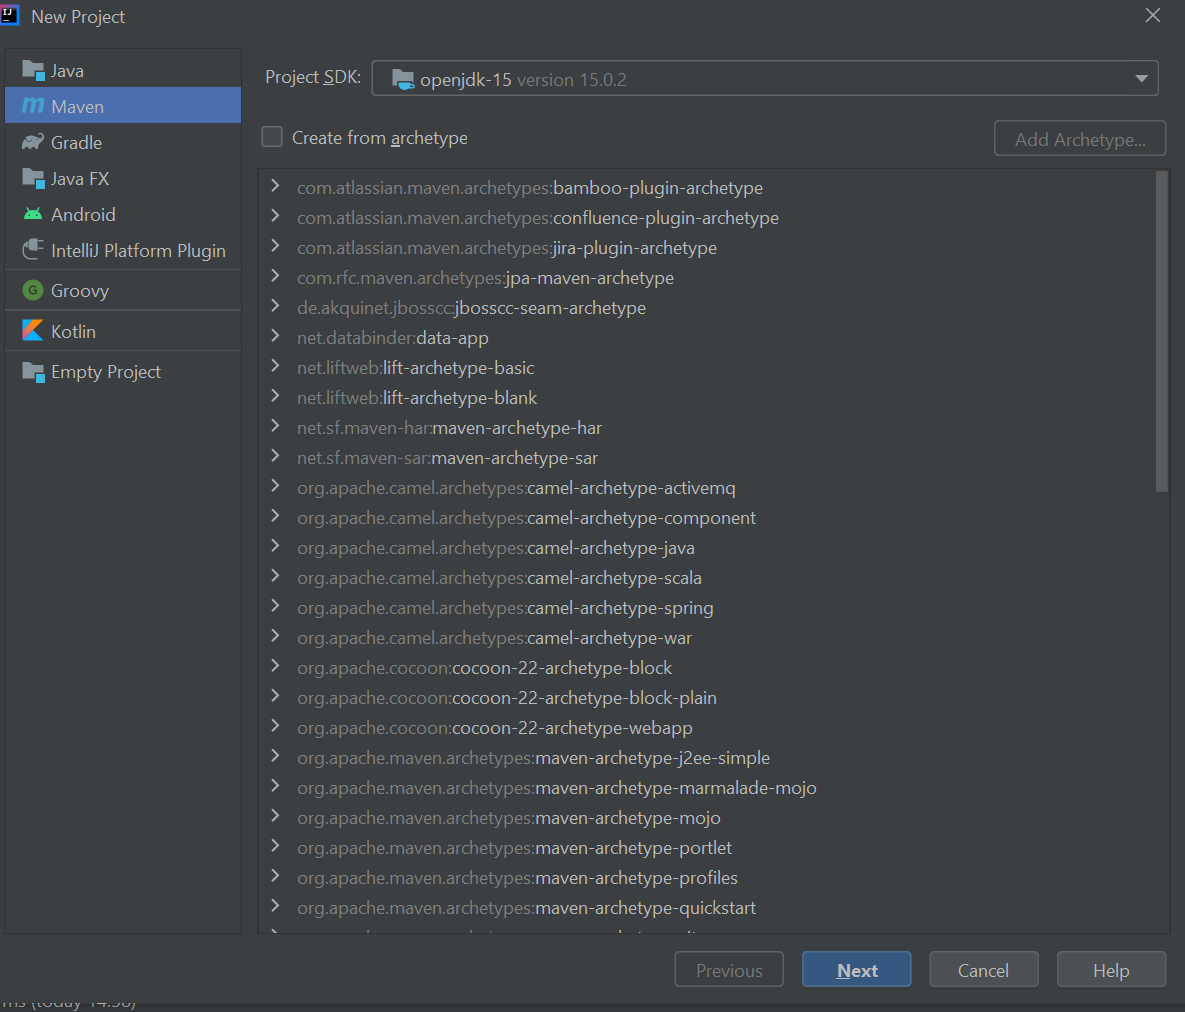 New Project
Java
Maven
Gradle
Java FX
Android
IntelliJ Platform Plugin
Groovy
Kotlin
Empty Project
Project SDK: openjdk-15 version 15.0.2
Create from archetype
Add Archetype...
com.atlassian.maven.archetypes:bamboo-plugin-archetype
com.atlassian.maven.archetypes:confluence-plugin-archetype
com.atlassian.maven.archetypes:jira-plugin-archetype
com.rfc.maven.archetypes:jpa-maven-archetype
de.akquinet.jbosscc:jbosscc-seam-archetype
net.databinder:data-app
net.liftweb:lift-archetype-basic
net.liftweb:lift-archetype-blank
net.sf.maven-har:maven-archetype-har
net.sf.maven-sar:maven-archetype-sar
org.apache.camel.archetypes:camel-archetype-activemq
org.apache.camel.archetypes:camel-archetype-component
org.apache.camel.archetypes:camel-archetype-java
org.apache.camel.archetypes:camel-archetype-scala
org.apache.camel.archetypes:camel-archetype-spring
org.apache.camel.archetypes:camel-archetype-war
org.apache.cocoon:cocoon-22-archetype-block
org.apache.cocoon:cocoon-22-archetype-block-plain
org.apache.cocoon:cocoon-22-archetype-webapp
org.apache.maven.archetypes:maven-archetype-j2ee-simple
org.apache.maven.archetypes:maven-archetype-marmalade-mojo
org.apache.maven.archetypes:maven-archetype-mojo
org.apache.maven.archetypes:maven-archetype-portlet
org.apache.maven.archetypes:maven-archetype-profiles
org.apache.maven.archetypes:maven-archetype-quickstart
Previous
Next
Cancel
Help